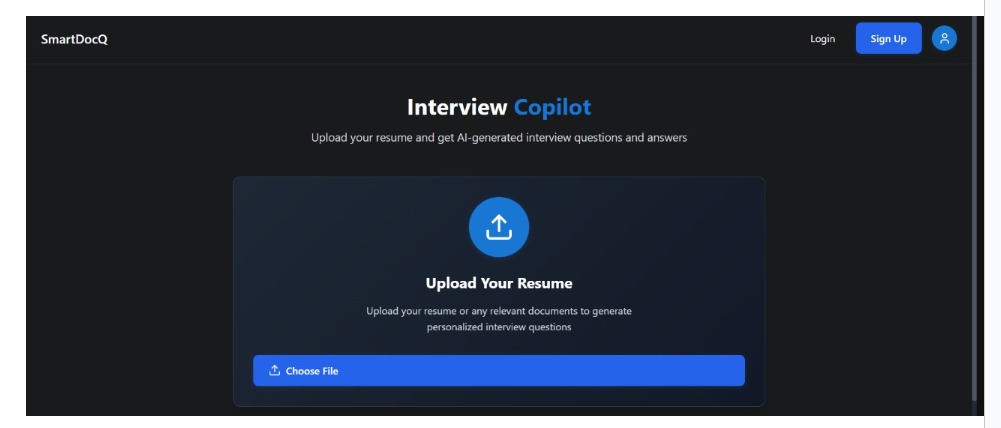 SmartDocQ
Login
Sign Up
Interview Copilot
Upload your resume and get AI-generated interview questions and answers
Upload Your Resume
Upload your resume or any relevant documents to generate
personalized interview questions
Choose File